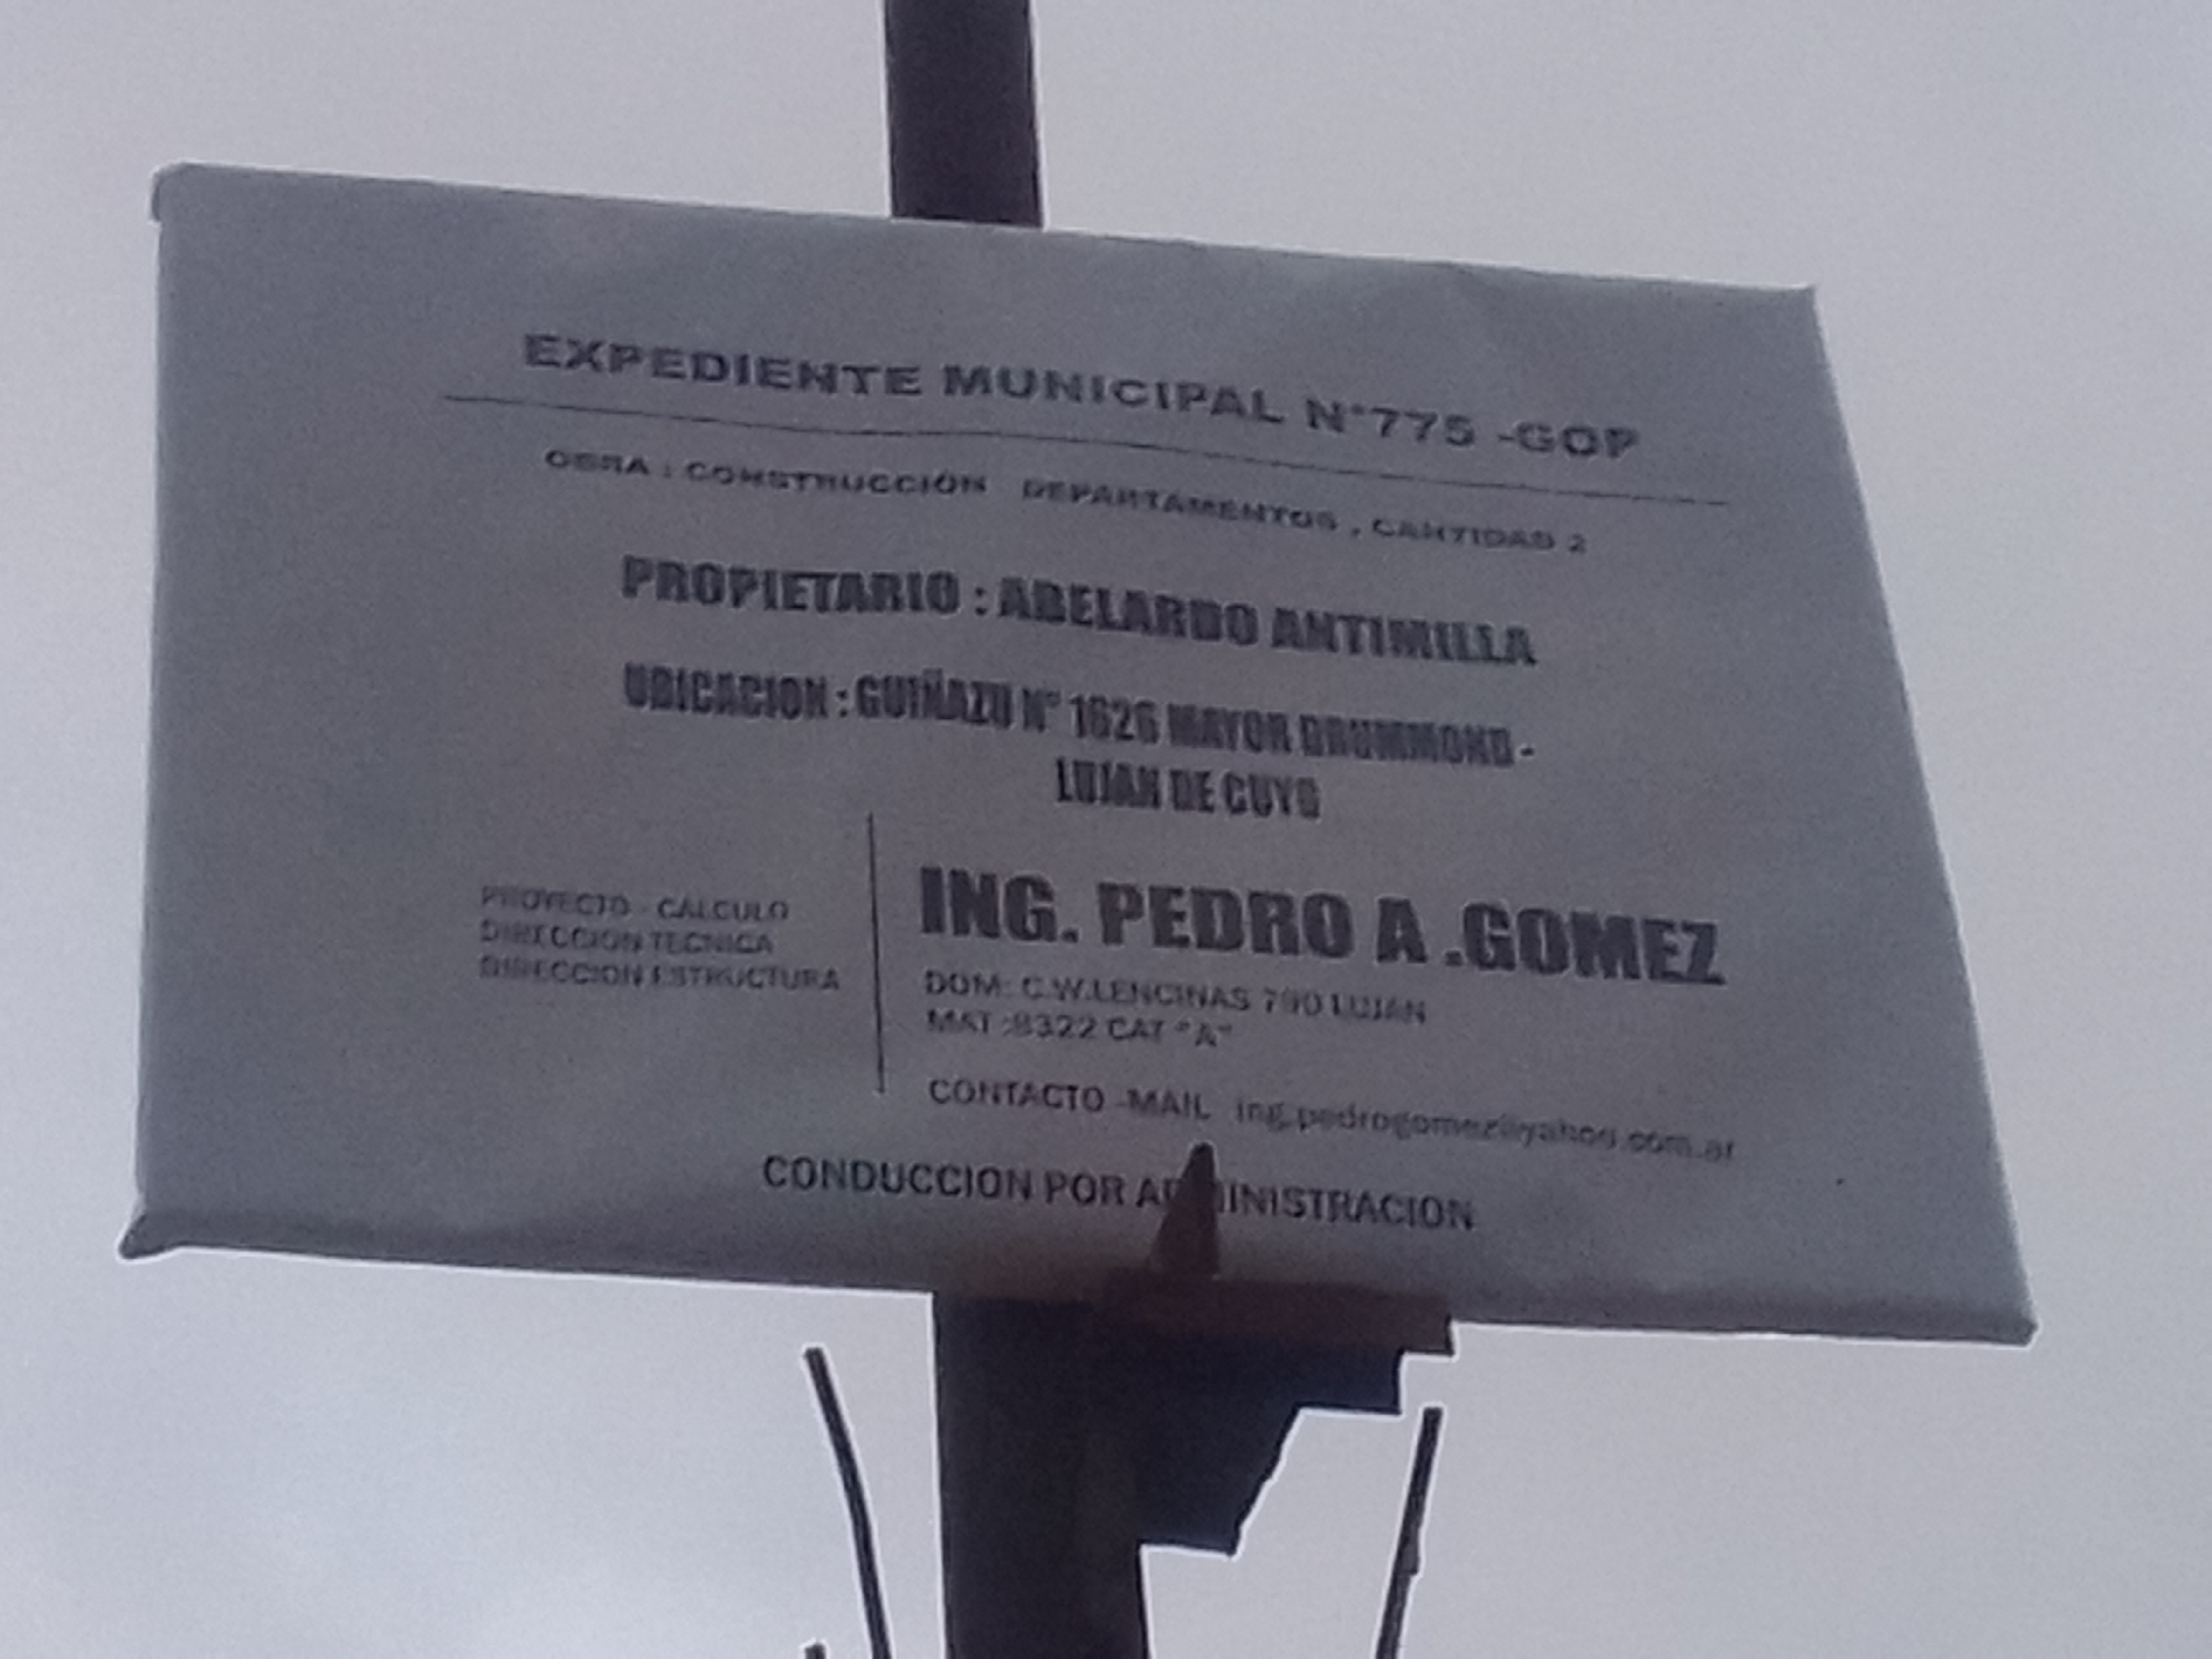 EXPEDIENTE MUNICIPAL N°775 -GOP
OBRA : CONSTRUCCIÓN DEPARTAMENTOS , CANTIDAD 2
PROPIETARIO : ABELARDO ANTIMILLA
UBICACION : GUIÑAZU N° 1626 MAYOR DRUMMOND -
LUJAN DE CUYO
PROYECTO - CALCULO
DIRECCION TECNICA
DIRECCION ESTRUCTURA
ING. PEDRO A .GOMEZ
DOM: C.W.LENCINAS 790 LUJAN
MAT :8322 CAT "A"
CONTACTO -MAIL ing.pedrogomez@yahoo.com.ar
CONDUCCION POR ADMINISTRACION